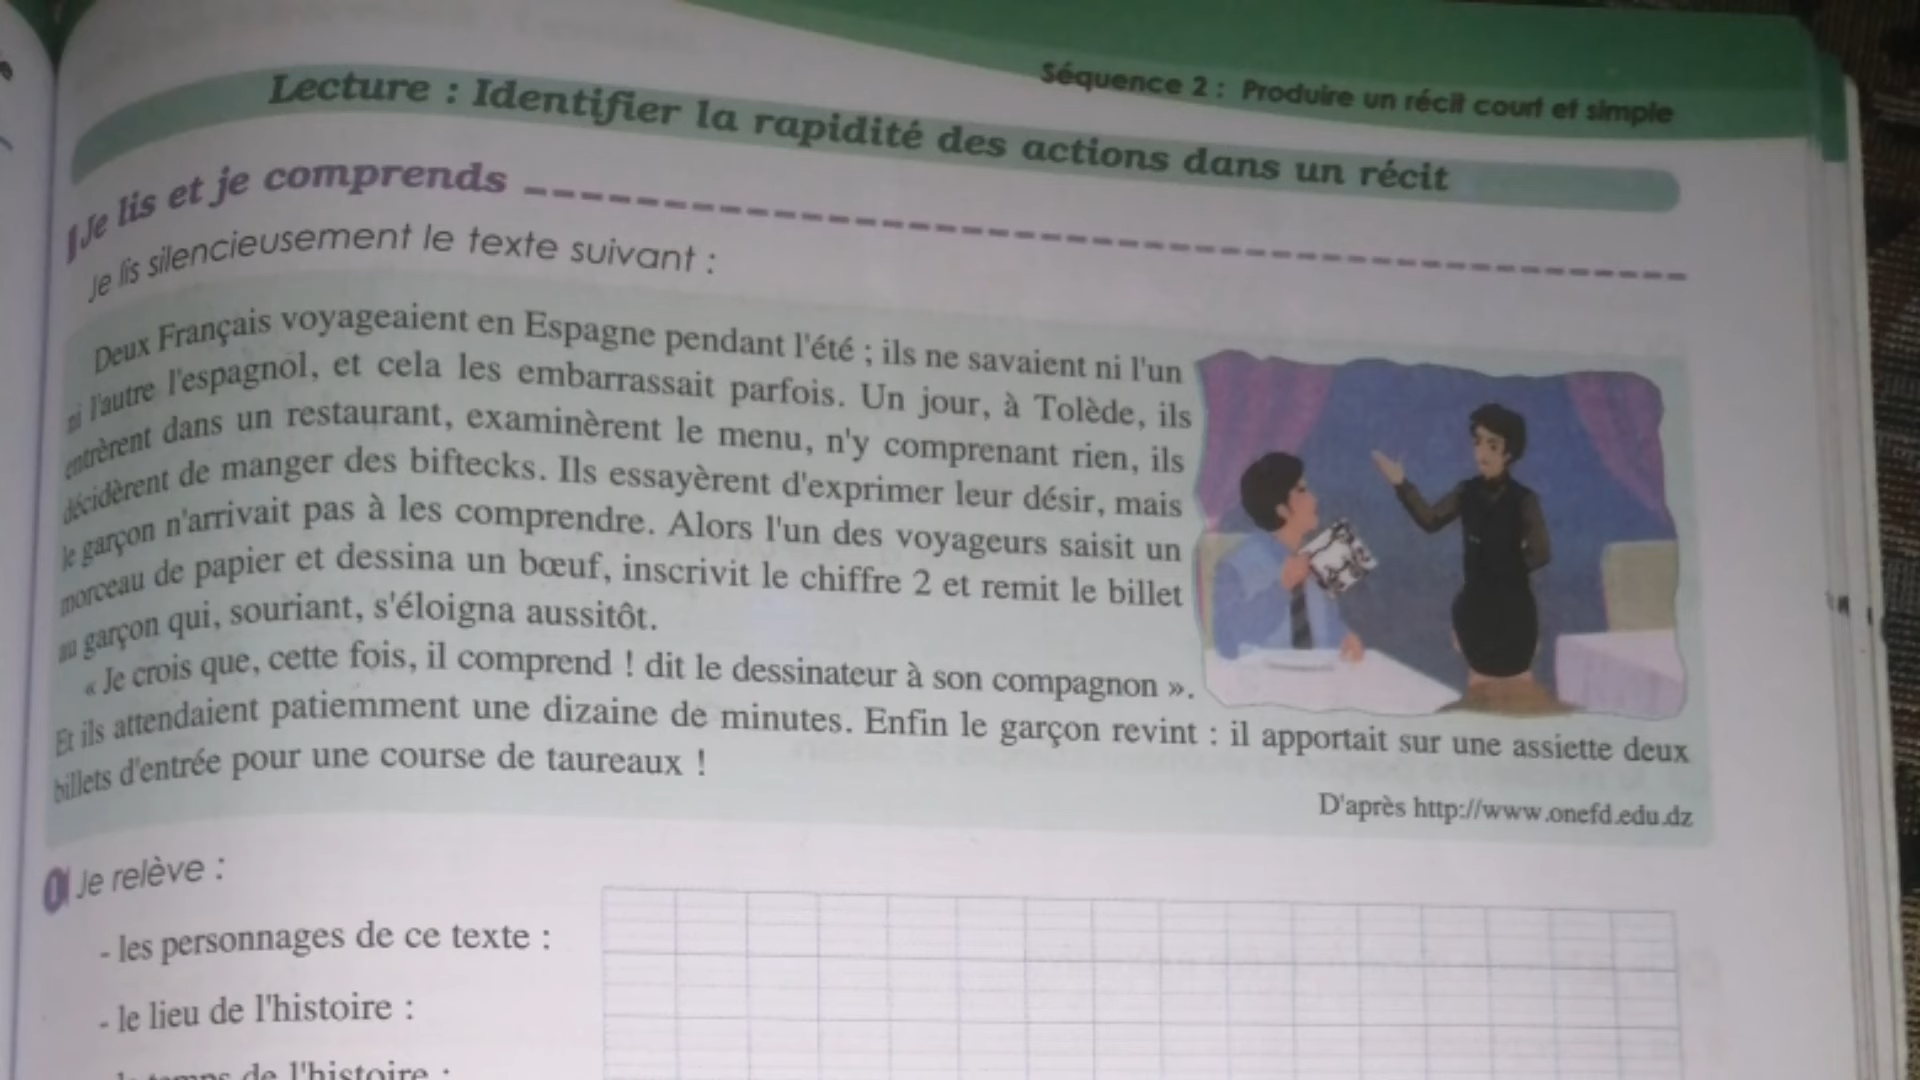 Séquence 2 : Produire un récit court et simple
Lecture : Identifier la rapidité des actions dans un récit
Je lis et je comprends
Je lis silencieusement le texte suivant :
Deux Français voyageaient en Espagne pendant l'été ; ils ne savaient ni l'un
ni l'autre l'espagnol, et cela les embarrassait parfois. Un jour, à Tolède, ils
entrèrent dans un restaurant, examinèrent le menu, n'y comprenant rien, ils
décidèrent de manger des biftecks. Ils essayèrent d'exprimer leur désir, mais
le garçon n'arrivait pas à les comprendre. Alors l'un des voyageurs saisit un
morceau de papier et dessina un bœuf, inscrivit le chiffre 2 et remit le billet
au garçon qui, souriant, s'éloigna aussitôt.
« Je crois que, cette fois, il comprend ! dit le dessinateur à son compagnon ».
Et ils attendaient patiemment une dizaine de minutes. Enfin le garçon revint : il apportait sur une assiette deux
billets d'entrée pour une course de taureaux !
D'après http://www.onefd.edu.dz
1 Je relève :
- les personnages de ce texte :
- le lieu de l'histoire :
- le temps de l'histoire :